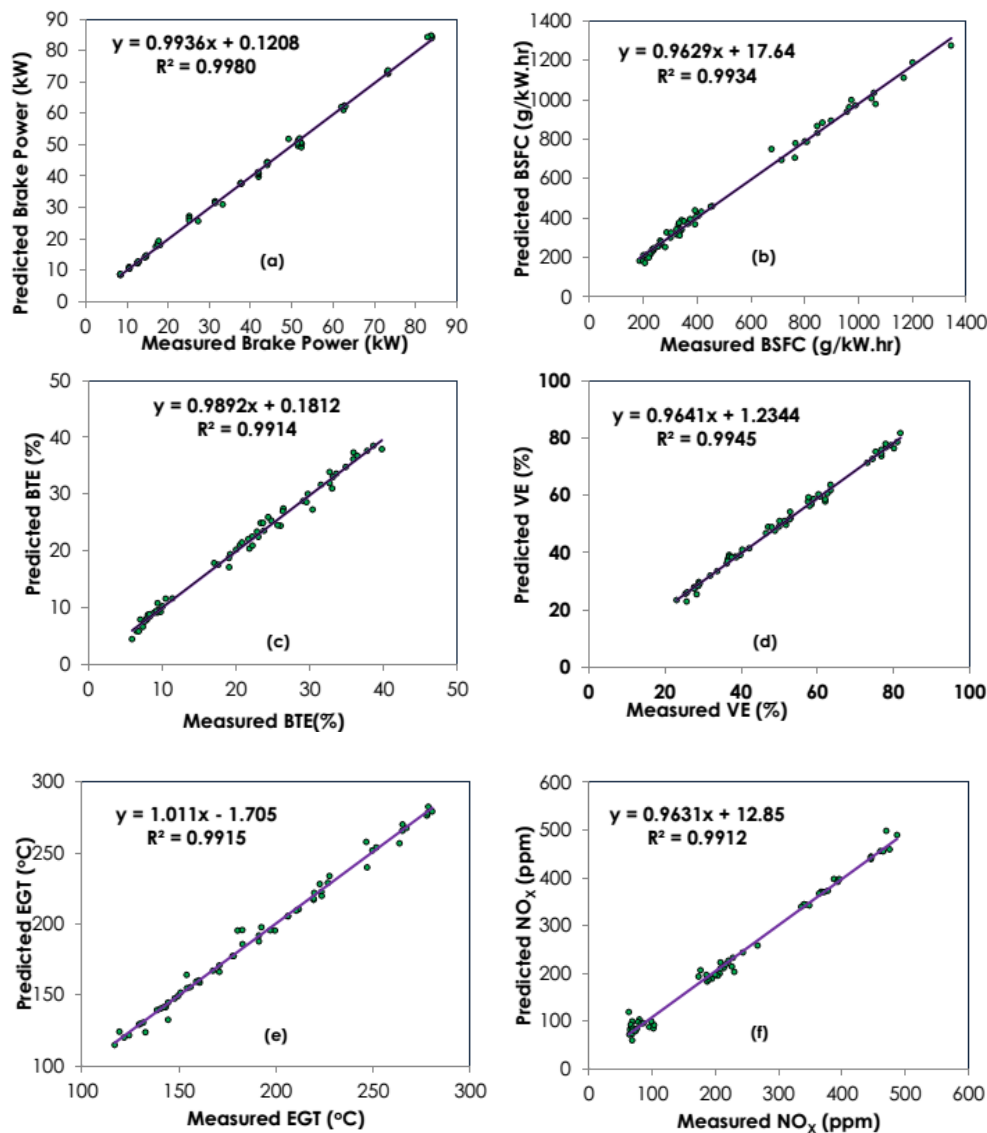 y = 0.9936x + 0.1208
R² = 0.9980
Predicted Brake Power (kW)
90
80
70
60
50
40
30
20
10
0
(a)
0 10 20 30 40 50 60 70 80 90
Measured Brake Power (kW)
y = 0.9629x + 17.64
R² = 0.9934
Predicted BSFC (g/kW.hr)
1400
1200
1000
800
600
400
200
0
(b)
0 200 400 600 800 1000 1200 1400
Measured BSFC (g/kW.hr)
y = 0.9892x + 0.1812
R² = 0.9914
Predicted BTE (%)
50
40
30
20
10
0
(c)
0 10 20 30 40 50
Measured BTE(%)
y = 0.9641x + 1.2344
R² = 0.9945
Predicted VE (%)
100
80
60
40
20
0
(d)
0 20 40 60 80 100
Measured VE (%)
y = 1.011x - 1.705
R² = 0.9915
Predicted EGT (°C)
300
250
200
150
100
(e)
100 150 200 250 300
Measured EGT (°C)
y = 0.9631x + 12.85
R² = 0.9912
Predicted NOX (ppm)
600
500
400
300
200
100
0
(f)
0 100 200 300 400 500 600
Measured NOX (ppm)